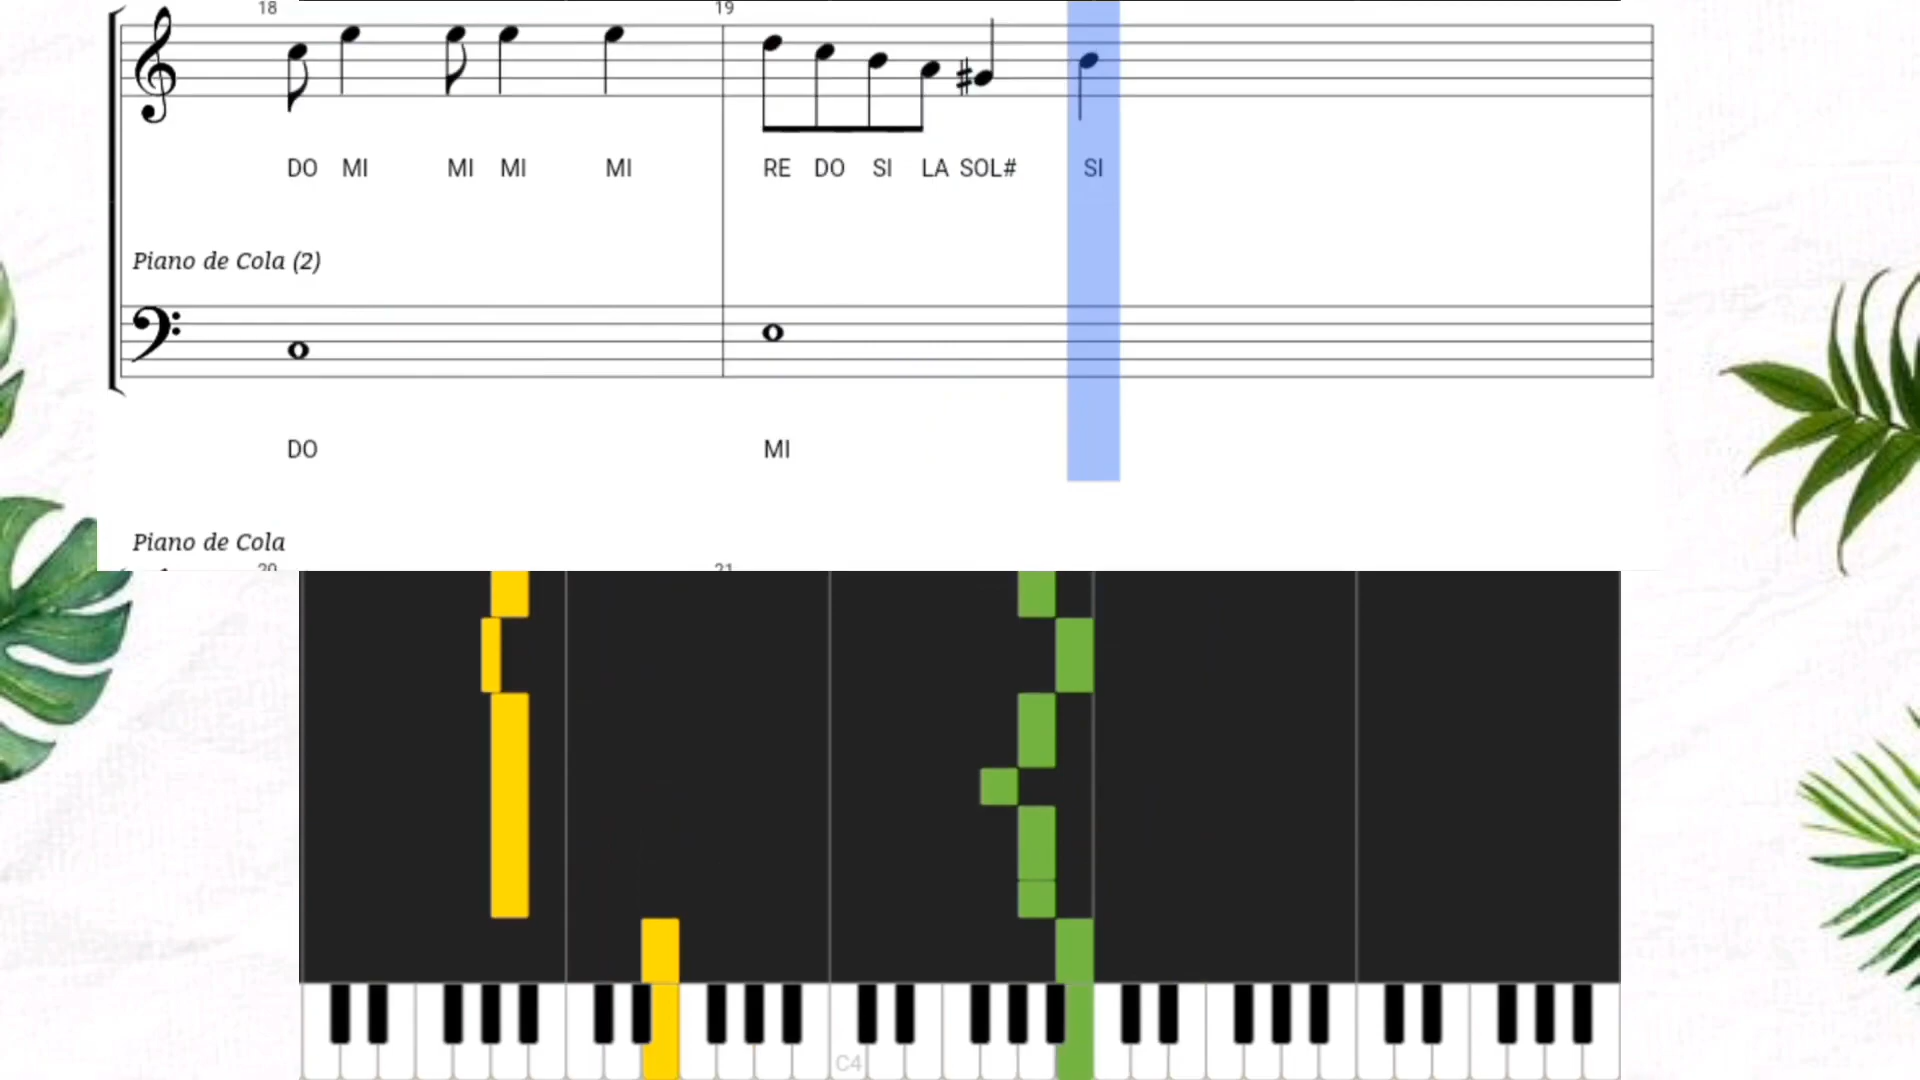 18 19
DO MI MI MI MI RE DO SI LA SOL# SI
Piano de Cola (2)
DO MI
Piano de Cola
20 21
C4